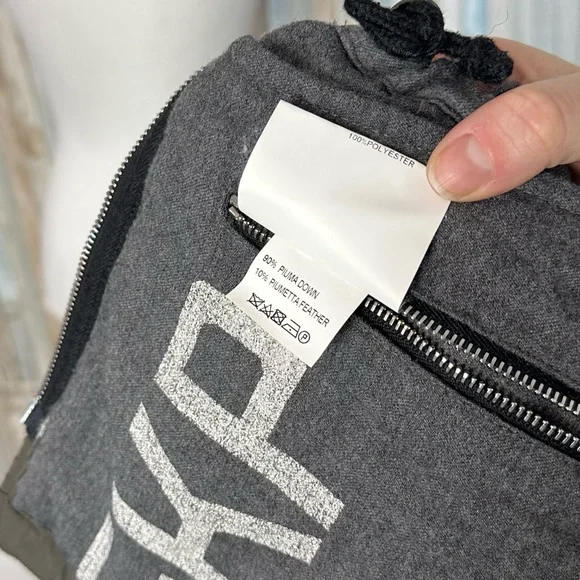 100%POLYESTER
90% PIUMA DOWN
10% PIUMETTA FEATHER
P